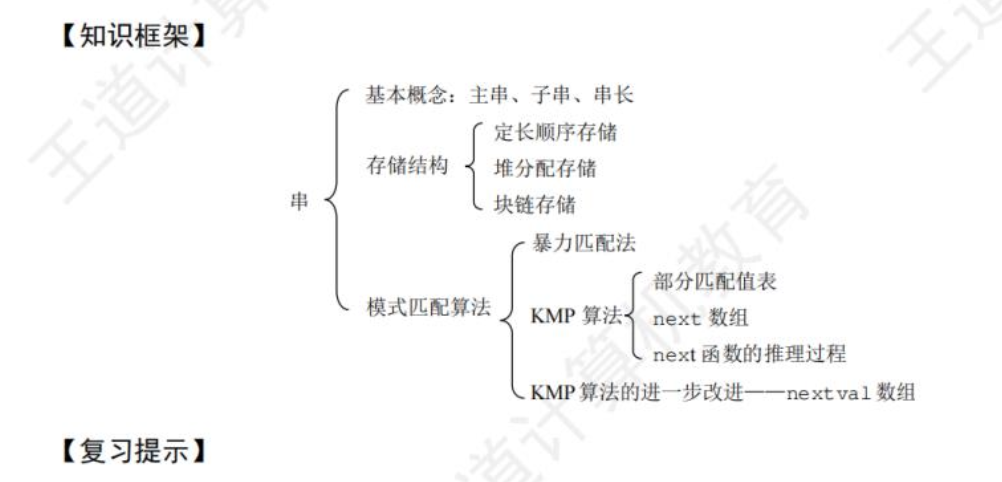 【知识框架】
基本概念：主串、子串、串长
定长顺序存储
存储结构
堆分配存储
串
块链存储
暴力匹配法
部分匹配值表
模式匹配算法
KMP 算法
next 数组
next 函数的推理过程
KMP 算法的进一步改进——nextval 数组
【复习提示】
王道计算机教育